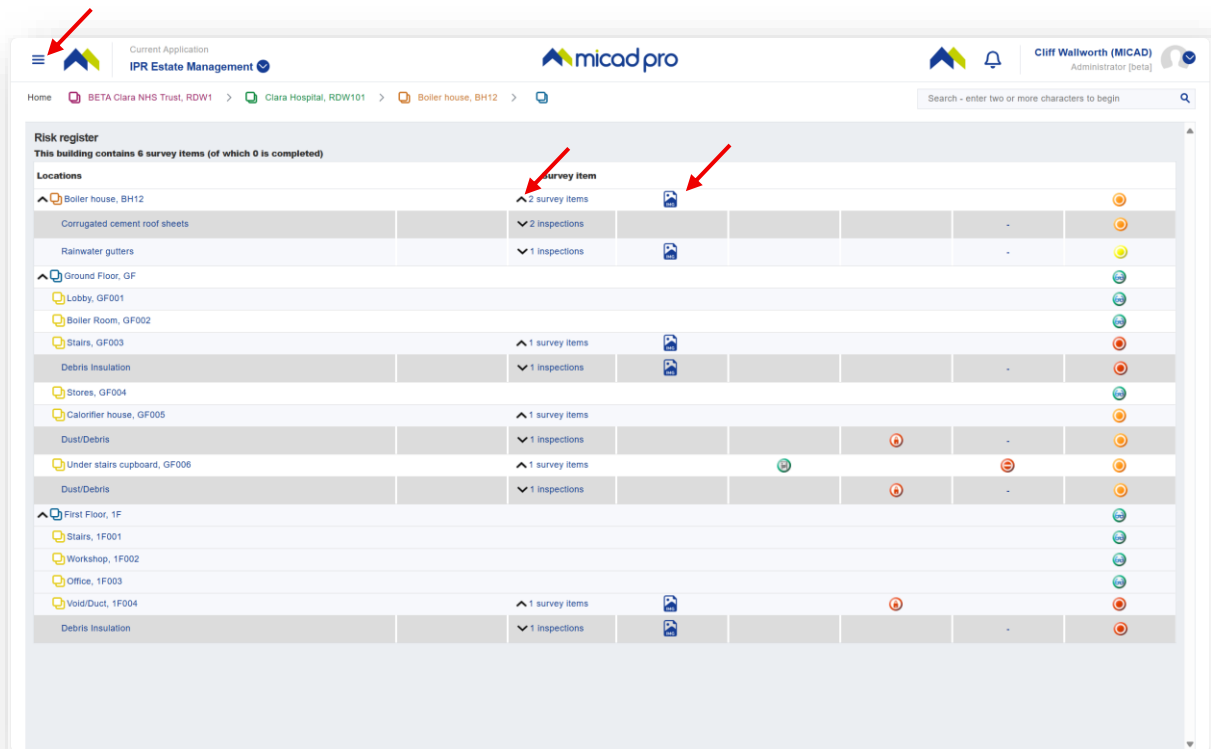 Current Application
IPR Estate Management
micad pro
Cliff Wallworth (MICAD)
Administrator [beta]
Home BETA Clara NHS Trust, RDW1 > Clara Hospital, RDW101 > Boiler house, BH12 >
Search - enter two or more characters to begin
Risk register
This building contains 6 survey items (of which 0 is completed)
Locations Survey item
Boiler house, BH12 2 survey items IMG
Corrugated cement roof sheets 2 inspections -
Rainwater gutters 1 inspections IMG -
Ground Floor, GF
Lobby, GF001
Boiler Room, GF002
Stairs, GF003 1 survey items IMG
Debris Insulation 1 inspections IMG -
Stores, GF004
Calorifier house, GF005 1 survey items
Dust/Debris 1 inspections -
Under stairs cupboard, GF006 1 survey items
Dust/Debris 1 inspections -
First Floor, 1F
Stairs, 1F001
Workshop, 1F002
Office, 1F003
Void/Duct, 1F004 1 survey items IMG
Debris Insulation 1 inspections IMG -